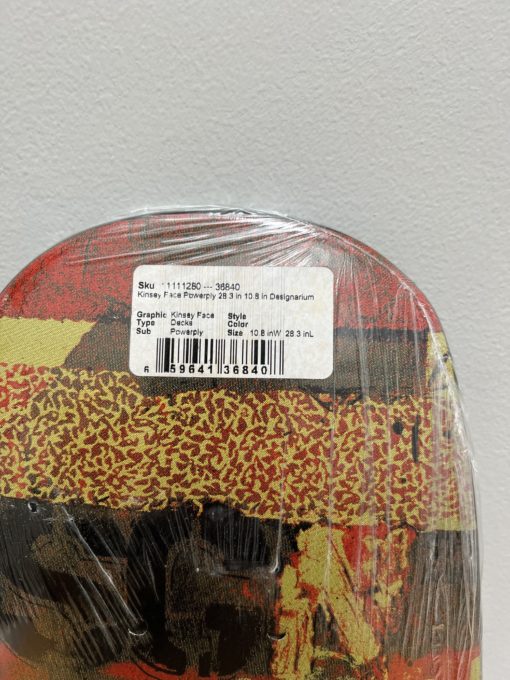 Sku 11111280 --- 36840
Kinsey Face Powerply 28.3 in 10.8 in Designarium
Graphic Kinsey Face Style
Type Decks Color
Sub Powerply Size 10.8 inW 28.3 inL
6 59641 36840